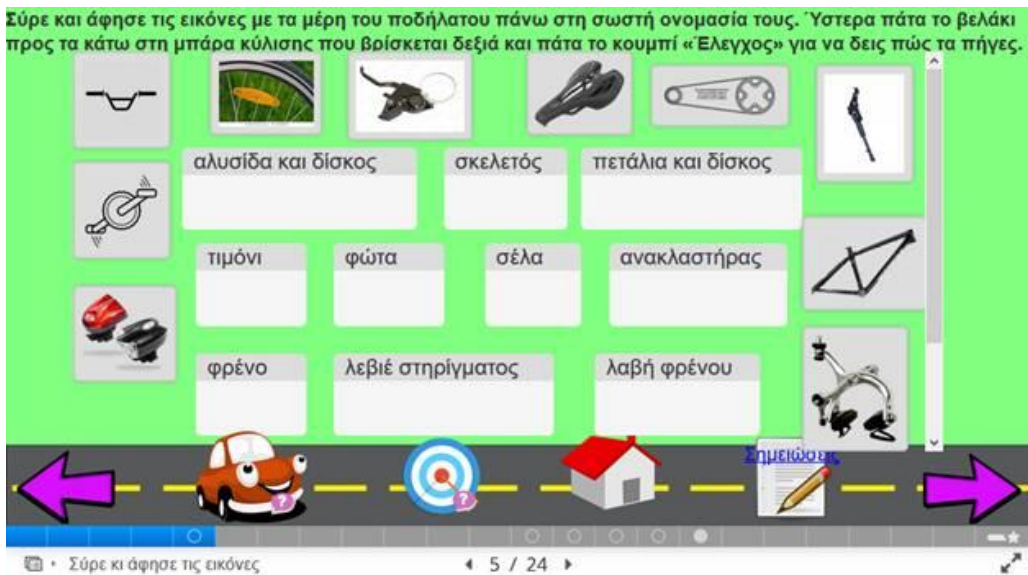 Σύρε και άφησε τις εικόνες με τα μέρη του ποδήλατου πάνω στη σωστή ονομασία τους. Ύστερα πάτα το βελάκι
προς τα κάτω στη μπάρα κύλισης που βρίσκεται δεξιά και πάτα το κουμπί «Έλεγχος» για να δεις πώς τα πήγες.
αλυσίδα και δίσκος
σκελετός
πετάλια και δίσκος
τιμόνι
φώτα
σέλα
ανακλαστήρας
φρένο
λεβιέ στηρίγματος
λαβή φρένου
Σημειώσεις
?
?
Σύρε κι άφησε τις εικόνες
5 / 24